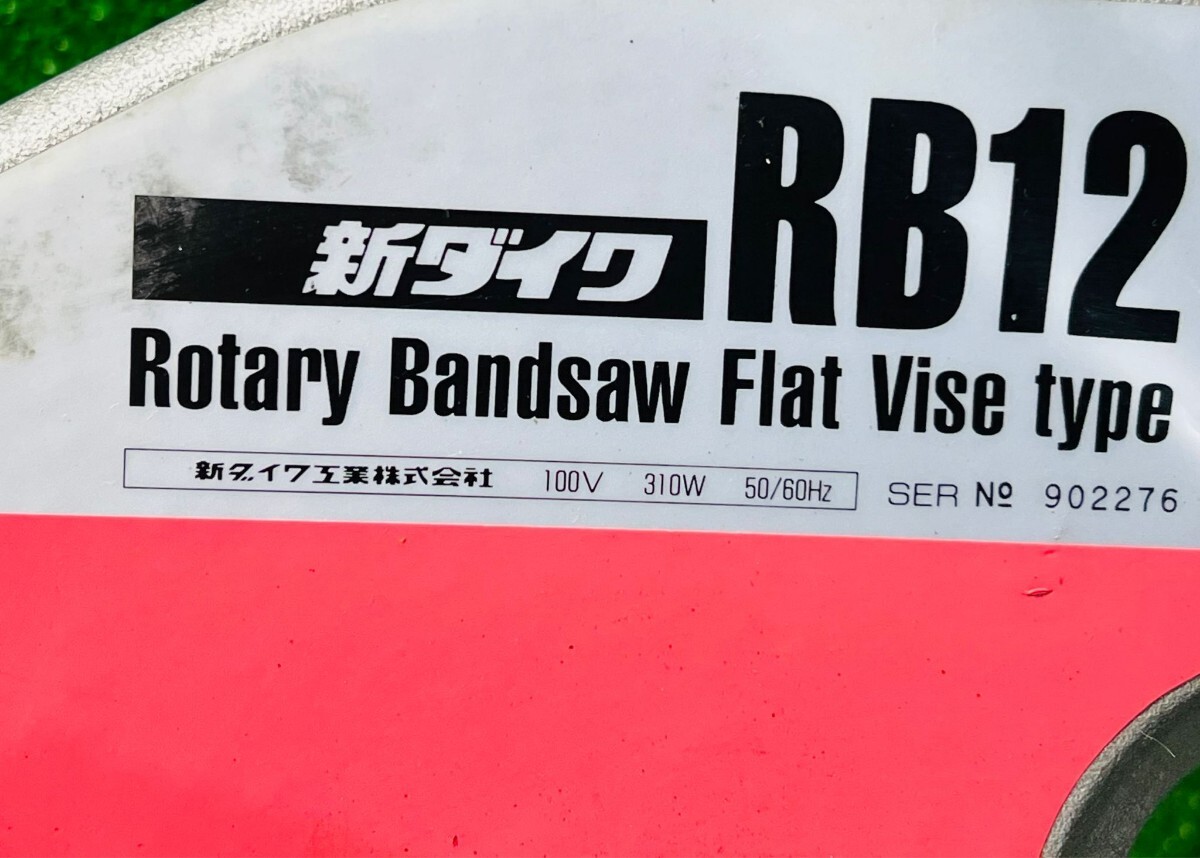 新ダイワ RB12
Rotary Bandsaw Flat Vise type
新ダイワ工業株式会社 100V 310W 50/60Hz SER № 902276